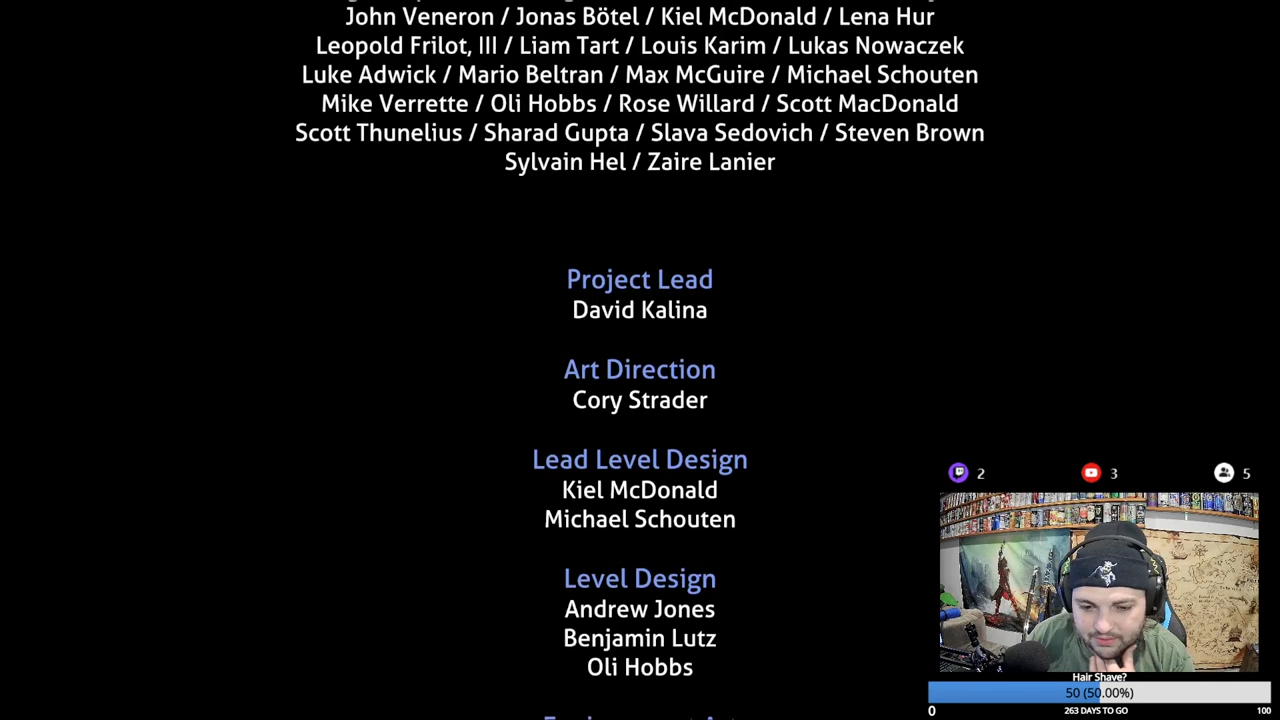 John Veneron / Jonas Bötel / Kiel McDonald / Lena Hur
Leopold Frilot, III / Liam Tart / Louis Karim / Lukas Nowaczek
Luke Adwick / Mario Beltran / Max McGuire / Michael Schouten
Mike Verrette / Oli Hobbs / Rose Willard / Scott MacDonald
Scott Thunelius / Sharad Gupta / Slava Sedovich / Steven Brown
Sylvain Hel / Zaire Lanier
Project Lead
David Kalina
Art Direction
Cory Strader
Lead Level Design
Kiel McDonald
Michael Schouten
Level Design
Andrew Jones
Benjamin Lutz
Oli Hobbs
2 3 5
Hair Shave?
50 (50.00%)
0 263 DAYS TO GO 100